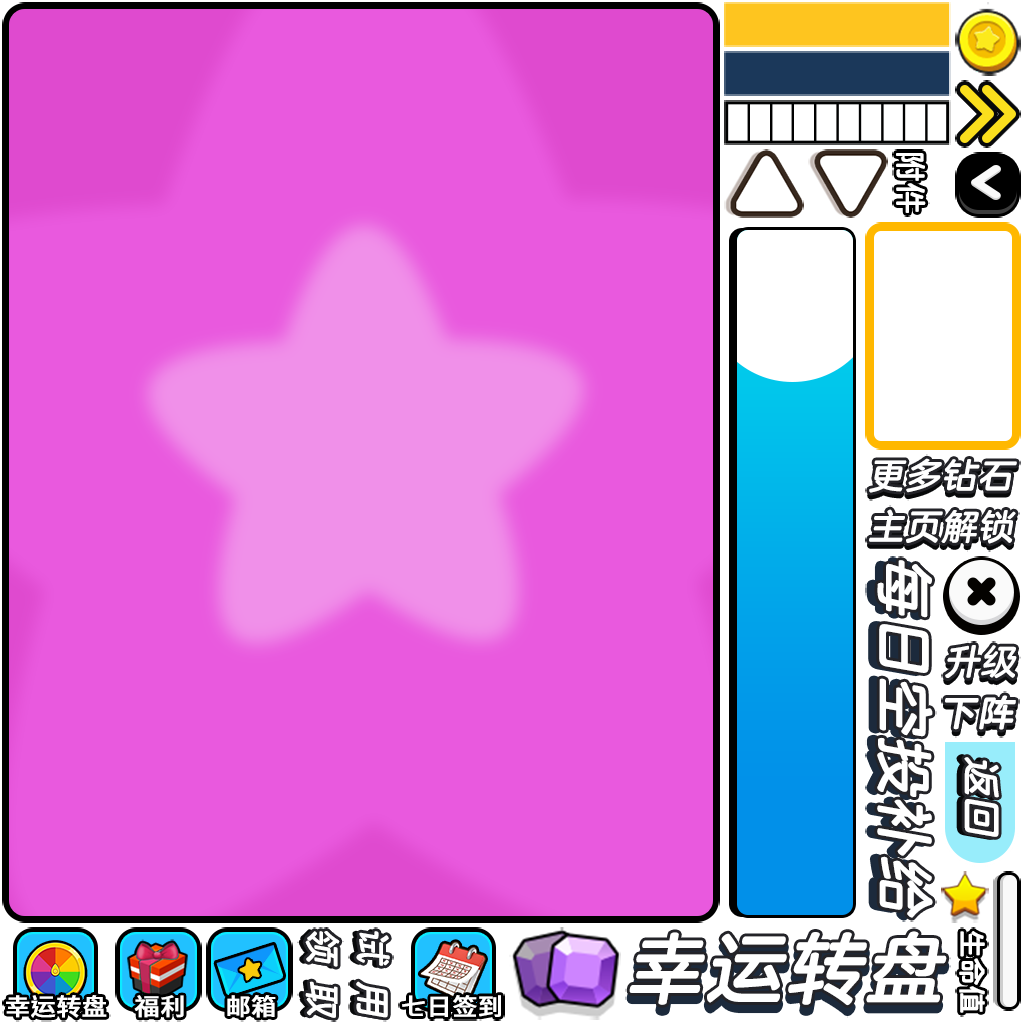 附件
更多钻石
主页解锁
每日空投补给
升级
下阵
返回
生命值
幸运转盘
福利
邮箱
领取
试用
七日签到
幸运转盘